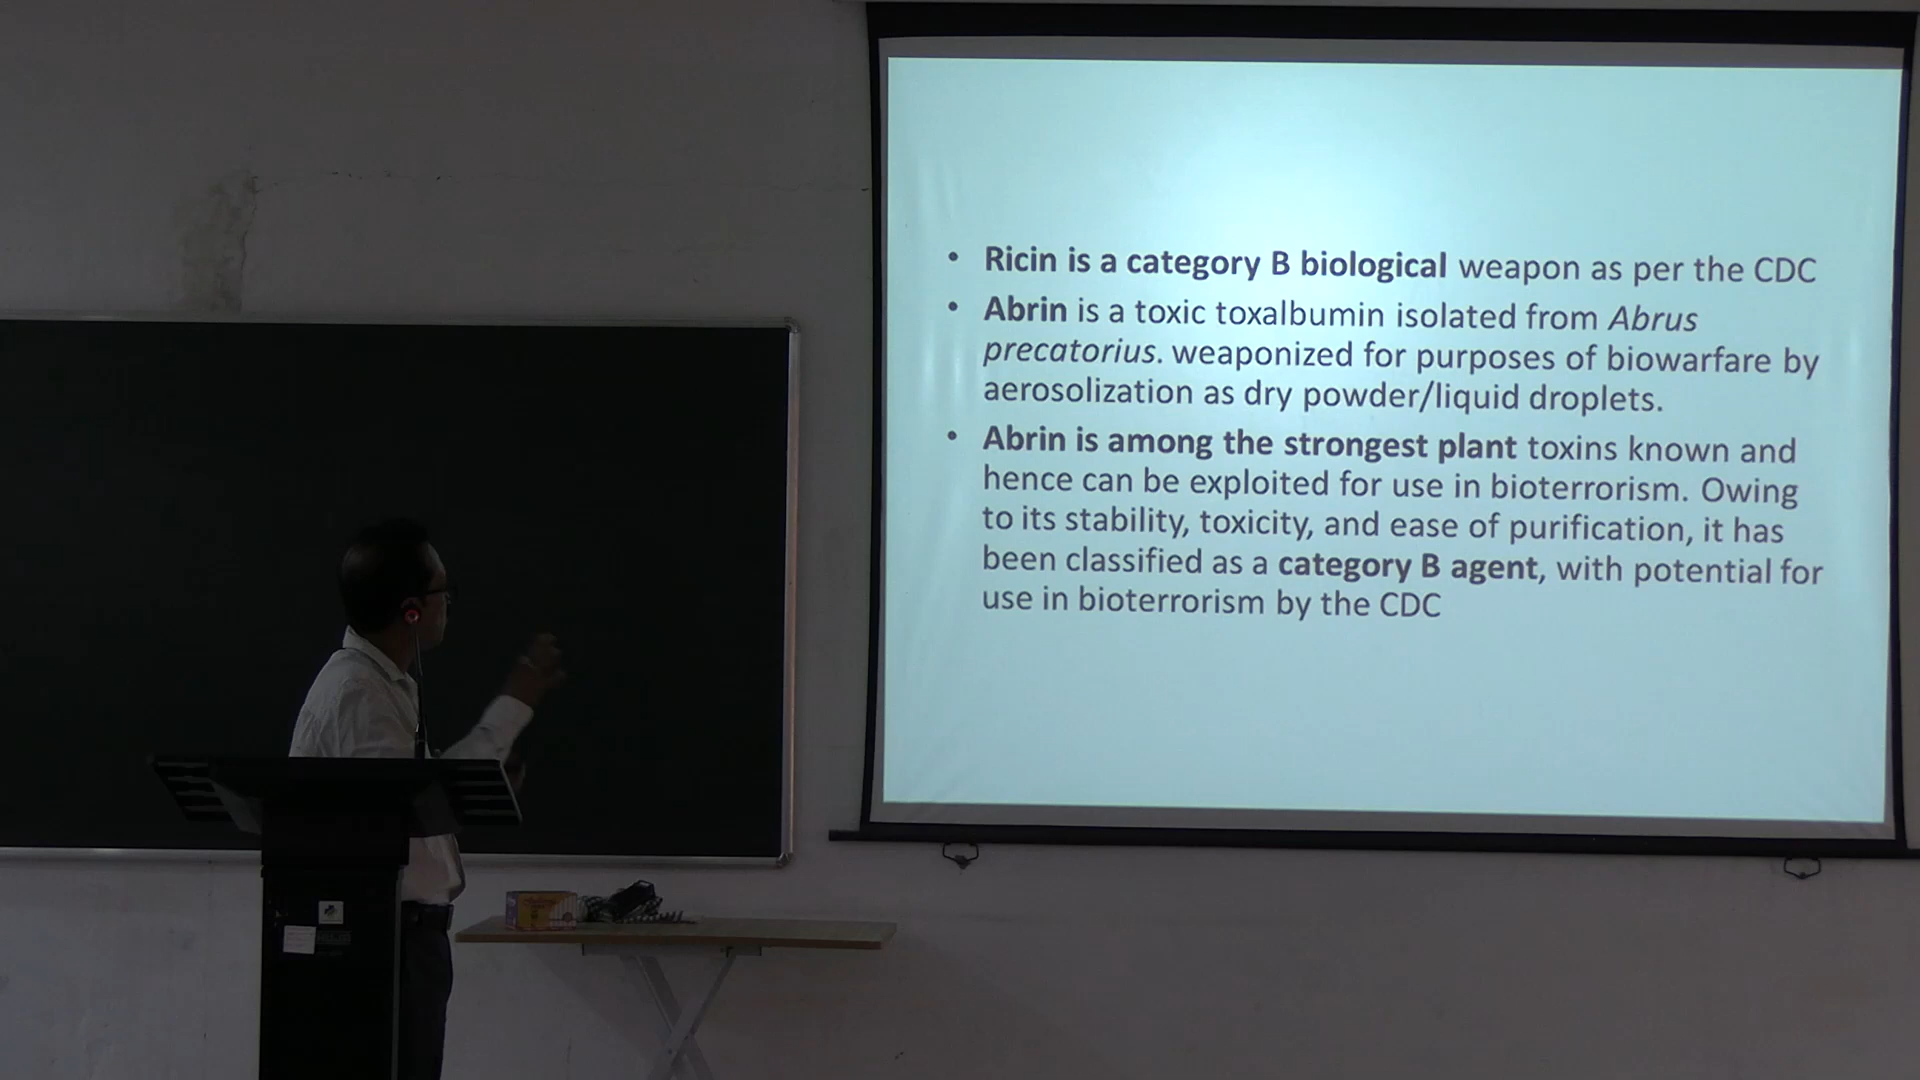 • Ricin is a category B biological weapon as per the CDC
• Abrin is a toxic toxalbumin isolated from Abrus
precatorius. weaponized for purposes of biowarfare by
aerosolization as dry powder/liquid droplets.
• Abrin is among the strongest plant toxins known and
hence can be exploited for use in bioterrorism. Owing
to its stability, toxicity, and ease of purification, it has
been classified as a category B agent, with potential for
use in bioterrorism by the CDC